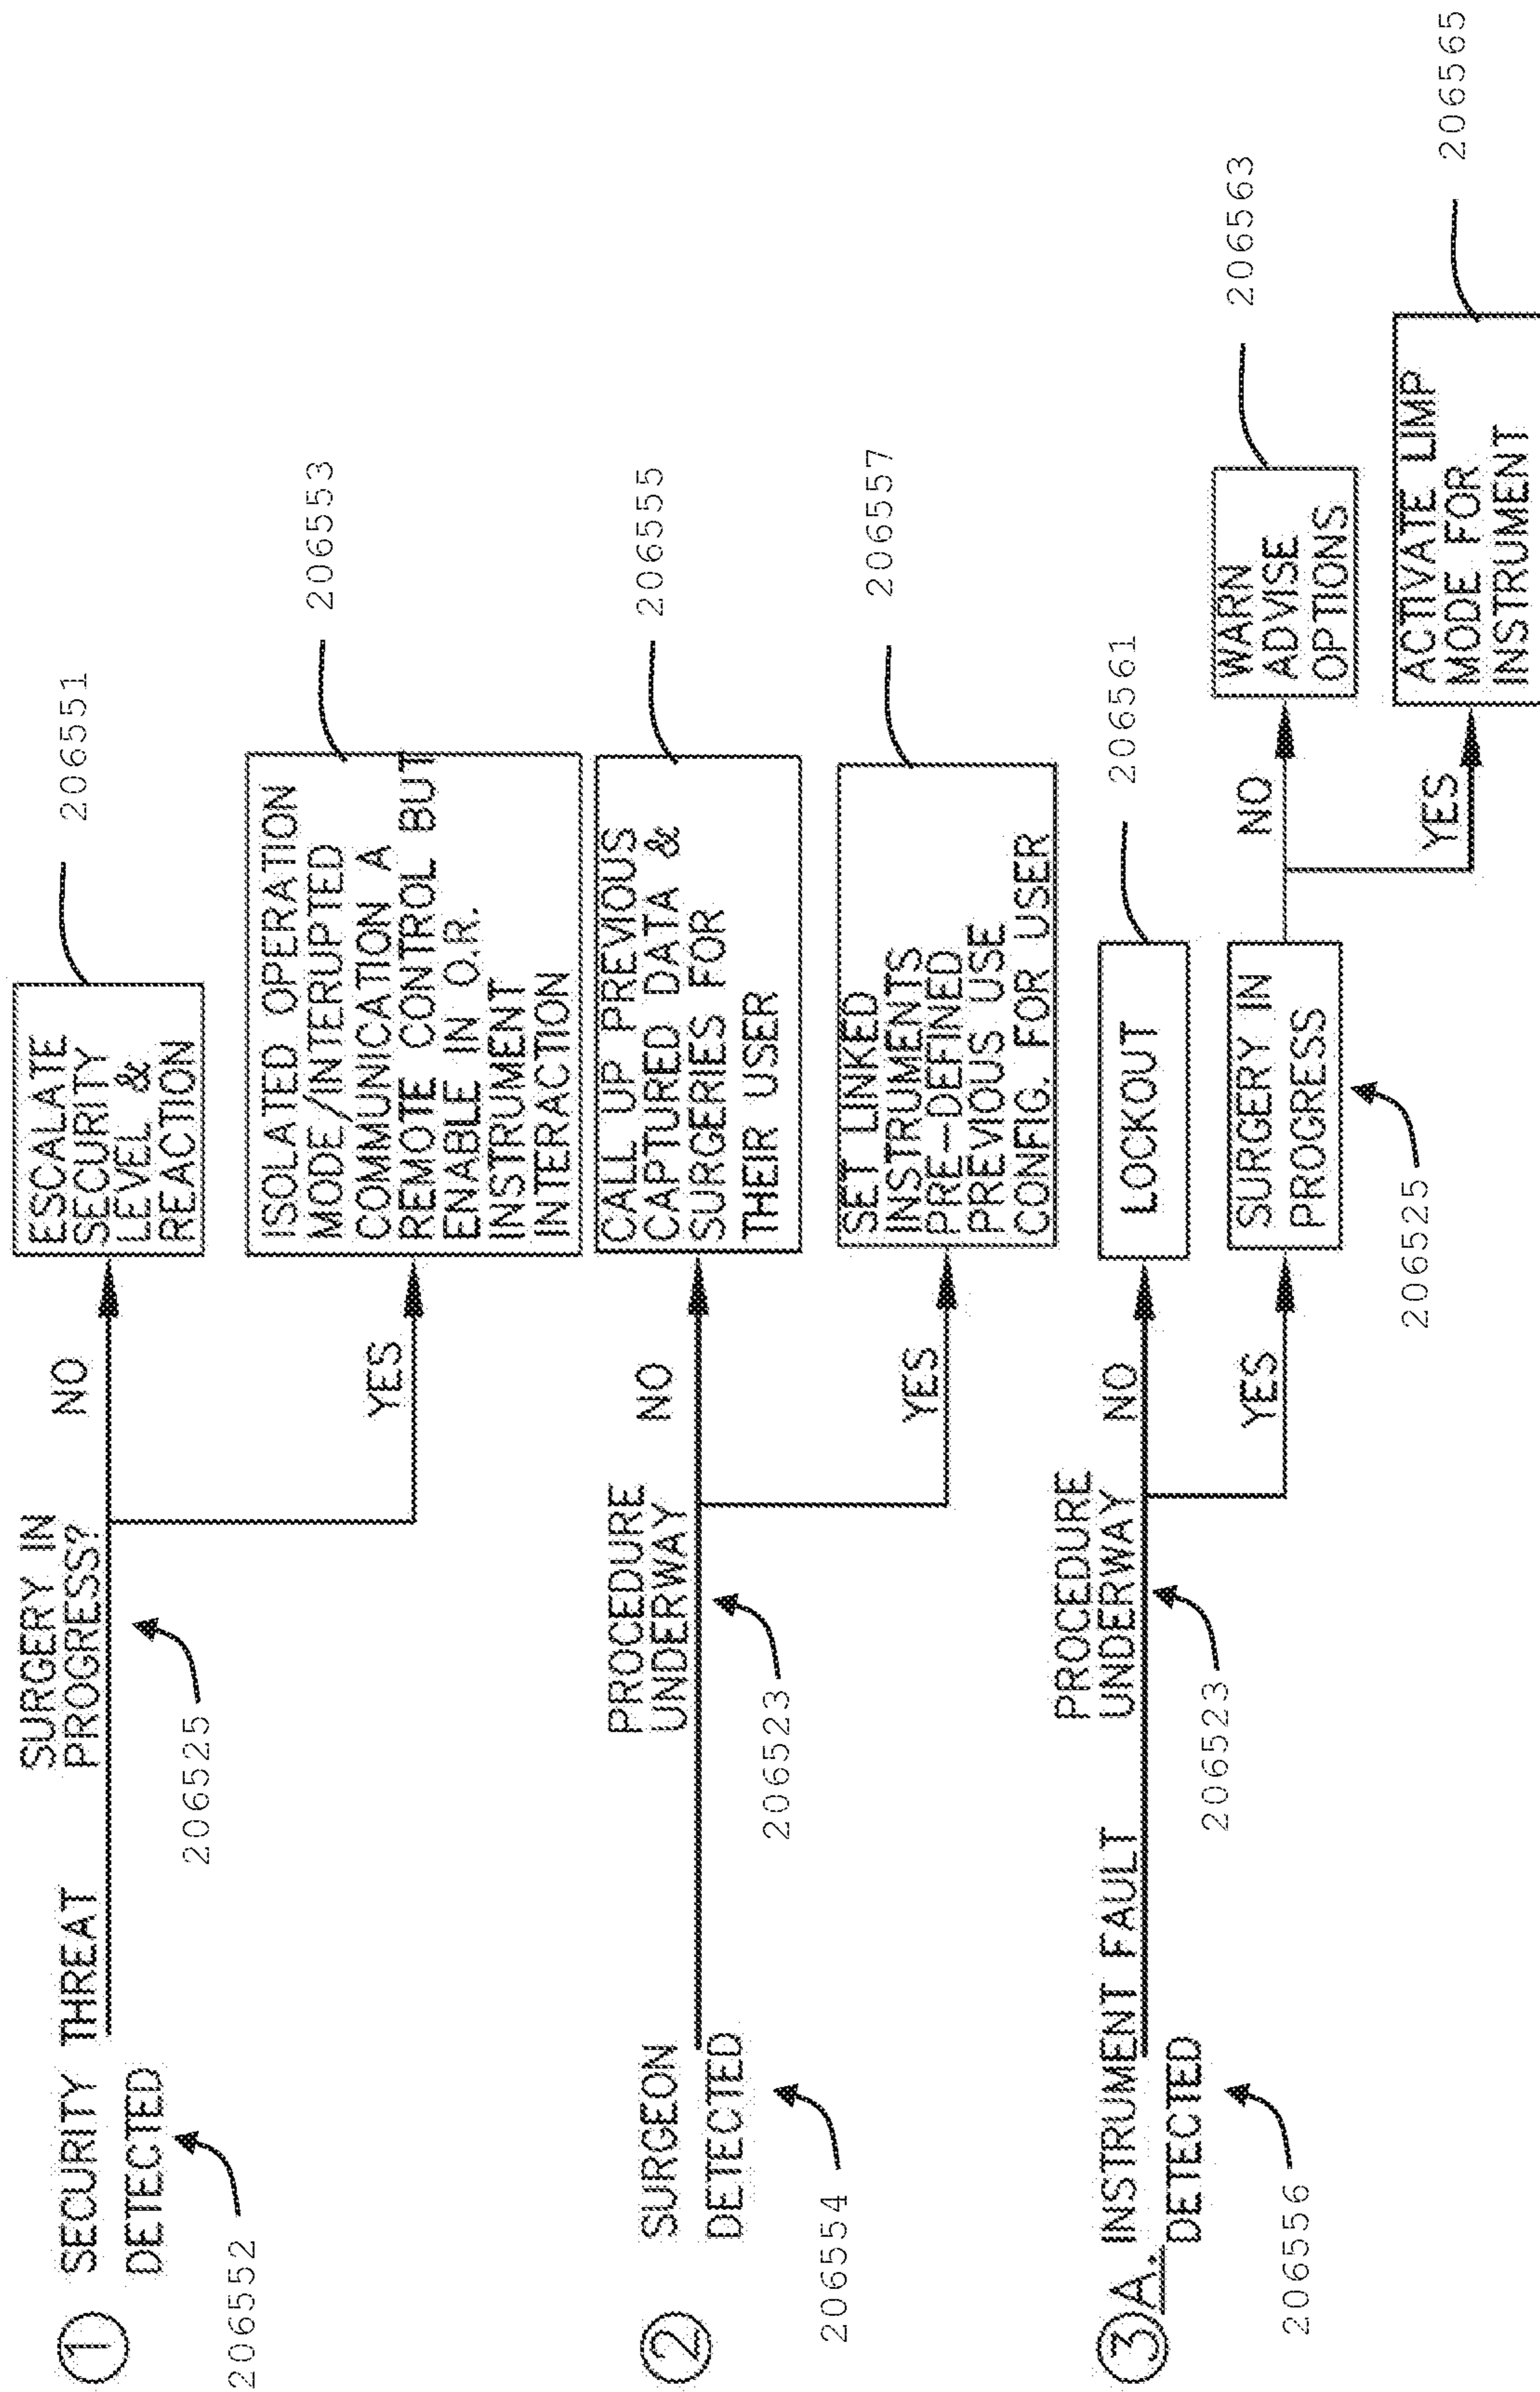 ① SECURITY THREAT
DETECTED
206552
SURGERY IN
PROGRESS?
206525
NO
ESCALATE
SECURITY
LEVEL &
REACTION
206551
YES
ISOLATED OPERATION
MODE/INTERRUPTED
COMMUNICATION A
REMOTE CONTROL BUT
ENABLE IN O.R.
INSTRUMENT
INTERACTION
206553
② SURGEON
DETECTED
206554
PROCEDURE
UNDERWAY
206523
NO
CALL UP PREVIOUS
CAPTURED DATA &
SURGERIES FOR
THEIR USER
206555
YES
SET LINKED
INSTRUMENTS
PRE-DEFINED
PREVIOUS USE
CONFIG. FOR USER
206557
③A. INSTRUMENT FAULT
DETECTED
206556
PROCEDURE
UNDERWAY
206523
NO
LOCKOUT
206561
YES
SURGERY IN
PROGRESS
206525
NO
WARN
ADVISE
OPTIONS
206563
YES
ACTIVATE LIMP
MODE FOR
INSTRUMENT
206565